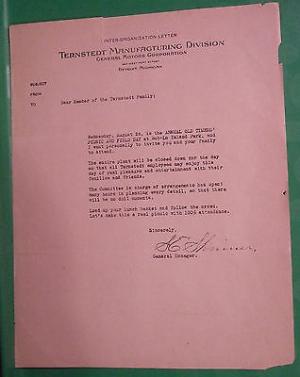 INTER-ORGANIZATION LETTER
TERNSTEDT MANUFACTURING DIVISION
GENERAL MOTORS CORPORATION
DETROIT, MICHIGAN
SUBJECT
FROM
TO
Dear Member of the Ternstedt Family:
Wednesday, August is the ANNUAL OLD TIMERS'
PICNIC AND FIELD DAY at Bob-Lo Island Park, and
I want personally to invite you and your family
to attend.
The entire plant will be closed down for the day
so that all Ternstedt employees may enjoy this
day of real pleasure and entertainment with their
families and friends.
The Committee in charge of arrangements has spent
many hours in planning every detail, so that there
will be no dull moments.
Load up your lunch basket and follow the crowd.
Let's make this a real picnic with 100% attendance.
Sincerely,
General Manager.